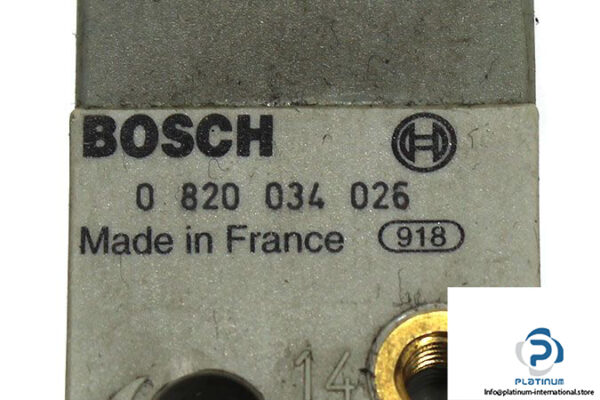 BOSCH
0 820 034 026
Made in France 918
14
PLATINUM
Info@platinum-international.store